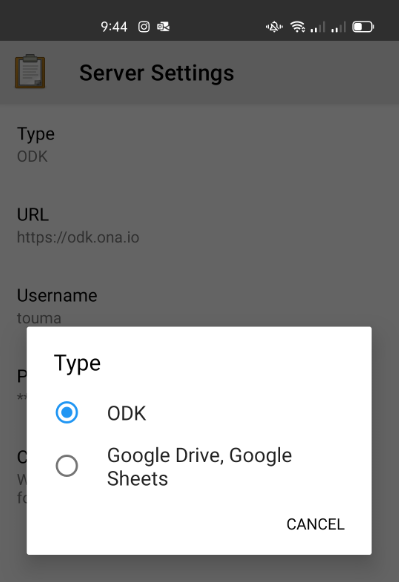 9:44
Server Settings
Type
ODK
URL
https://odk.ona.io
Username
touma
Type
ODK
Google Drive, Google
Sheets
CANCEL